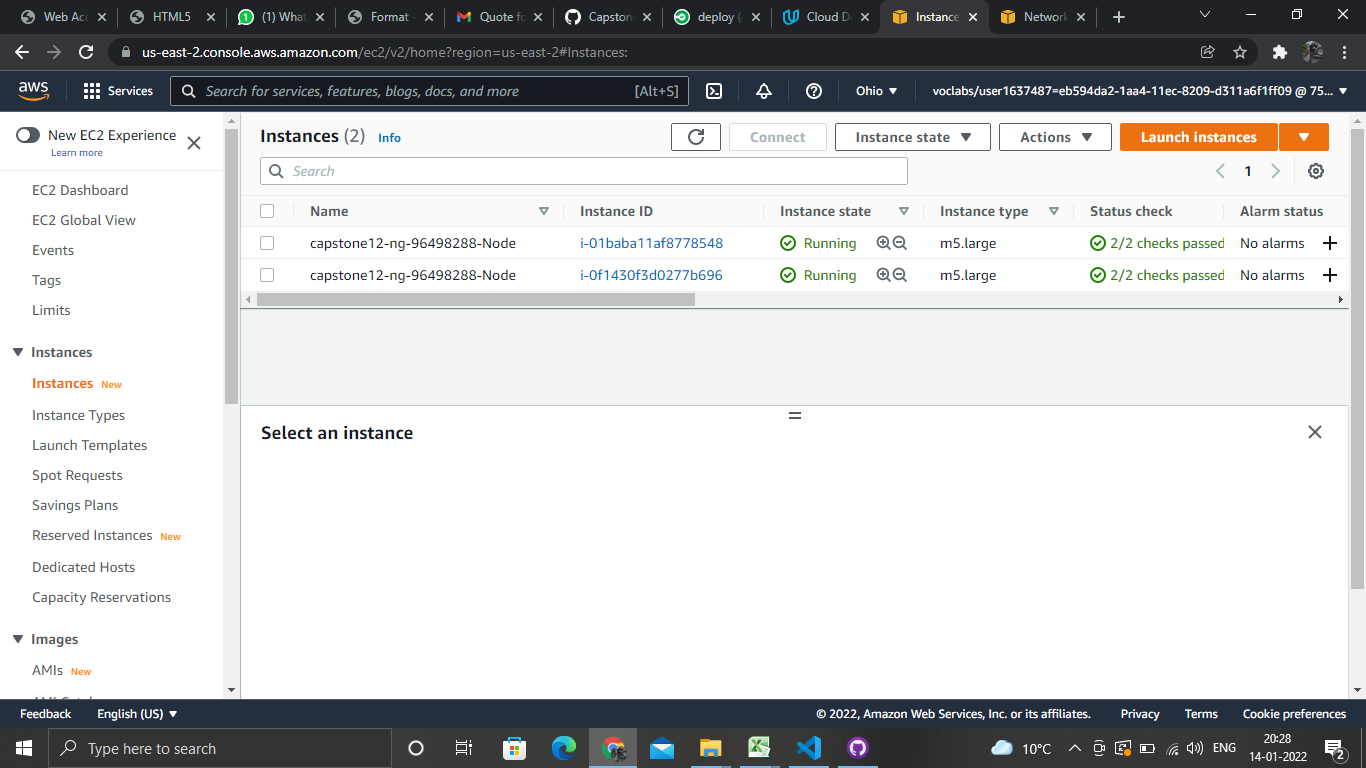 Web Acc
HTML5
(1) What
Format -
Quote fo
Capston
deploy (
Cloud D
Instance
Network
us-east-2.console.aws.amazon.com/ec2/v2/home?region=us-east-2#Instances:
aws
Services
Search for services, features, blogs, docs, and more
[Alt+S]
Ohio
voclabs/user1637487=eb594da2-1aa4-11ec-8209-d311a6f1ff09 @ 75...
New EC2 Experience
Learn more
EC2 Dashboard
EC2 Global View
Events
Tags
Limits
Instances
Instances New
Instance Types
Launch Templates
Spot Requests
Savings Plans
Reserved Instances New
Dedicated Hosts
Capacity Reservations
Images
AMIs New
Instances (2) Info
Connect
Instance state
Actions
Launch instances
Search
1
Name Instance ID Instance state Instance type Status check Alarm status
capstone12-ng-96498288-Node i-01baba11af8778548 Running m5.large 2/2 checks passed No alarms +
capstone12-ng-96498288-Node i-0f1430f3d0277b696 Running m5.large 2/2 checks passed No alarms +
Select an instance
Feedback English (US) © 2022, Amazon Web Services, Inc. or its affiliates. Privacy Terms Cookie preferences
Type here to search
10°C
ENG
20:28
14-01-2022
2